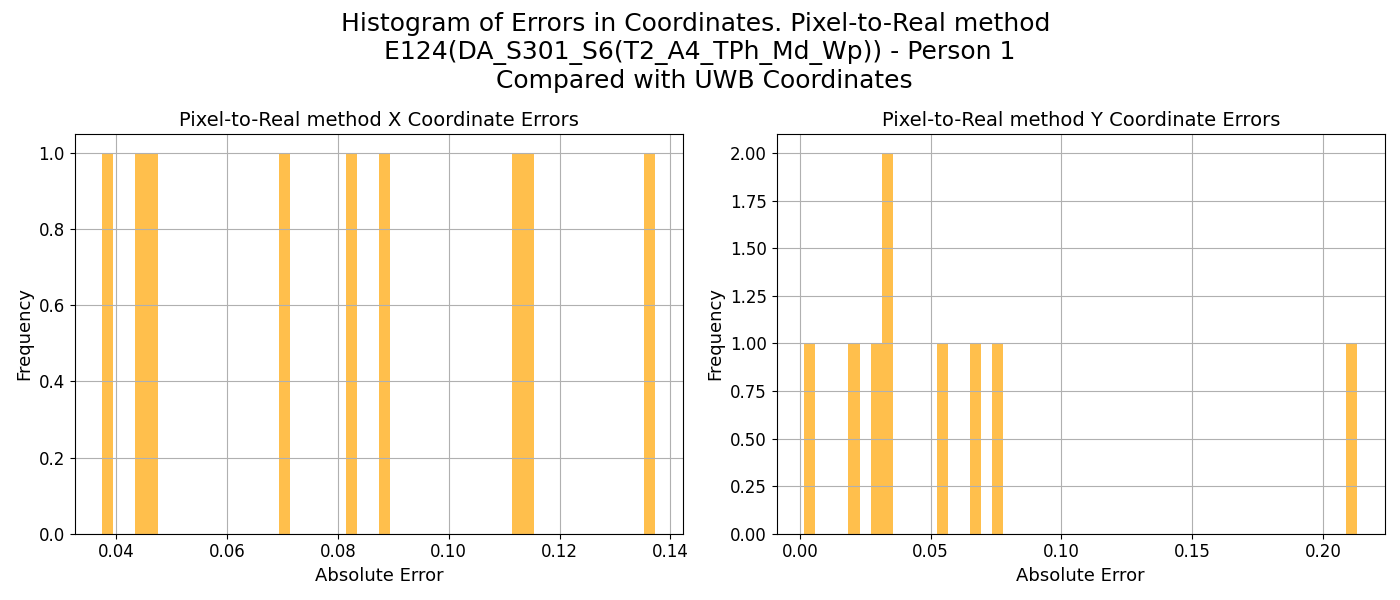 Histogram of Errors in Coordinates. Pixel-to-Real method
E124(DA_S301_S6(T2_A4_TPh_Md_Wp)) - Person 1
Compared with UWB Coordinates
Pixel-to-Real method X Coordinate Errors
1.0
0.8
0.6
0.4
0.2
0.0
Frequency
0.04 0.06 0.08 0.10 0.12 0.14
Absolute Error
Pixel-to-Real method Y Coordinate Errors
2.00
1.75
1.50
1.25
1.00
0.75
0.50
0.25
0.00
Frequency
0.00 0.05 0.10 0.15 0.20
Absolute Error